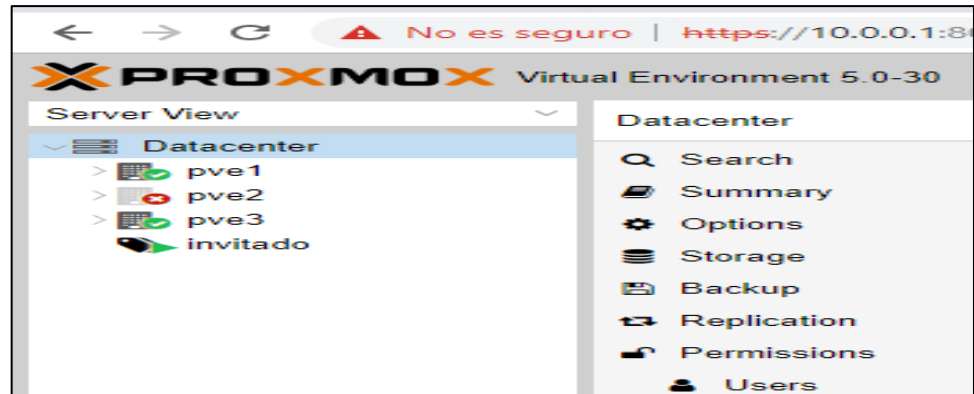 No es seguro | https://10.0.0.1:8
PROXMOX Virtual Environment 5.0-30
Server View
Datacenter
pve1
pve2
pve3
invitado
Datacenter
Search
Summary
Options
Storage
Backup
Replication
Permissions
Users